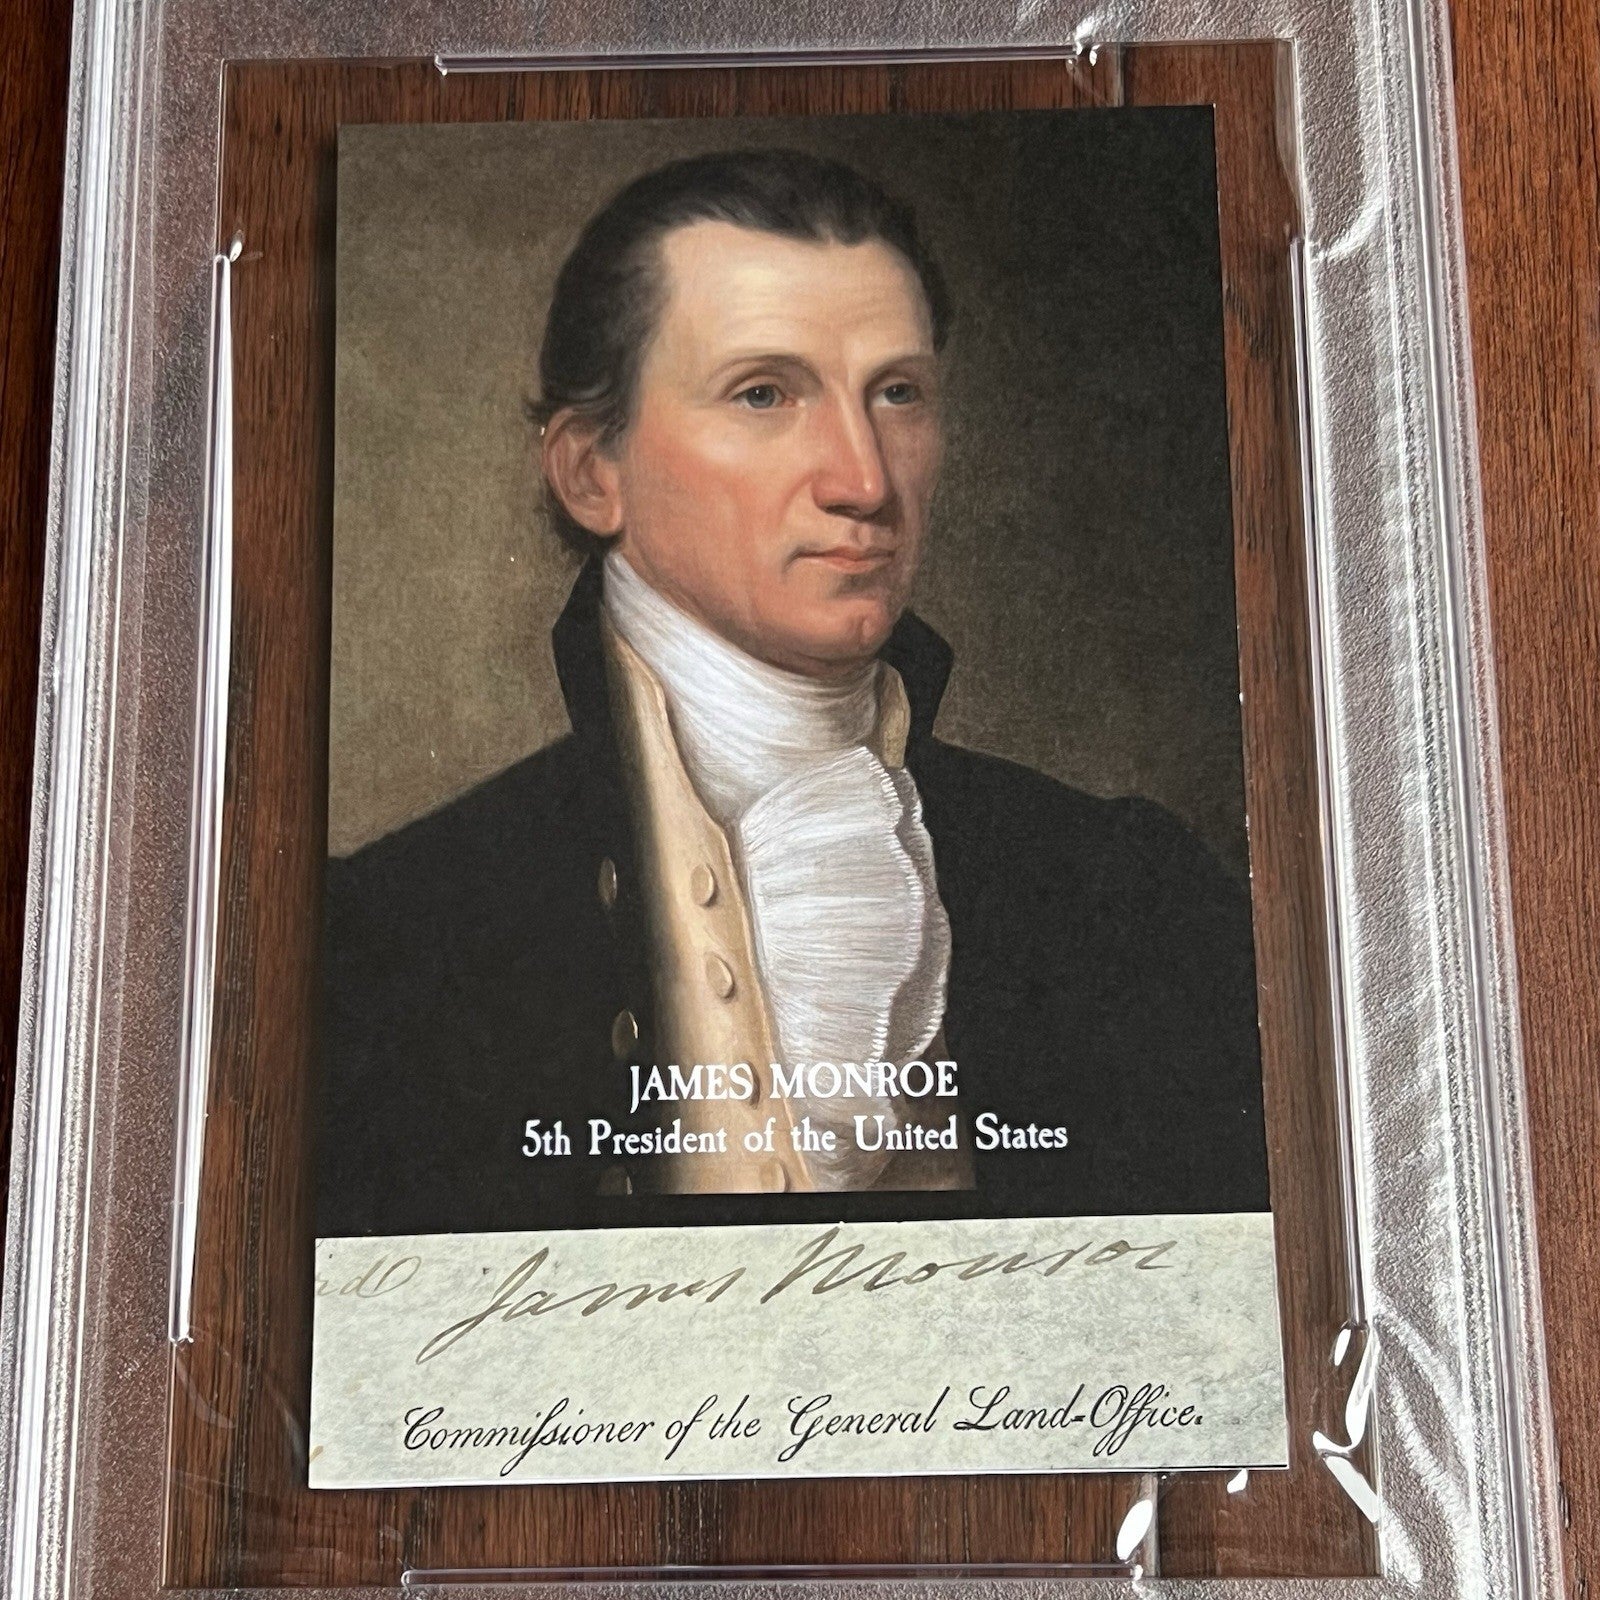 JAMES MONROE
5th President of the United States
James Monroe
Commiſsioner of the General Land-Office.